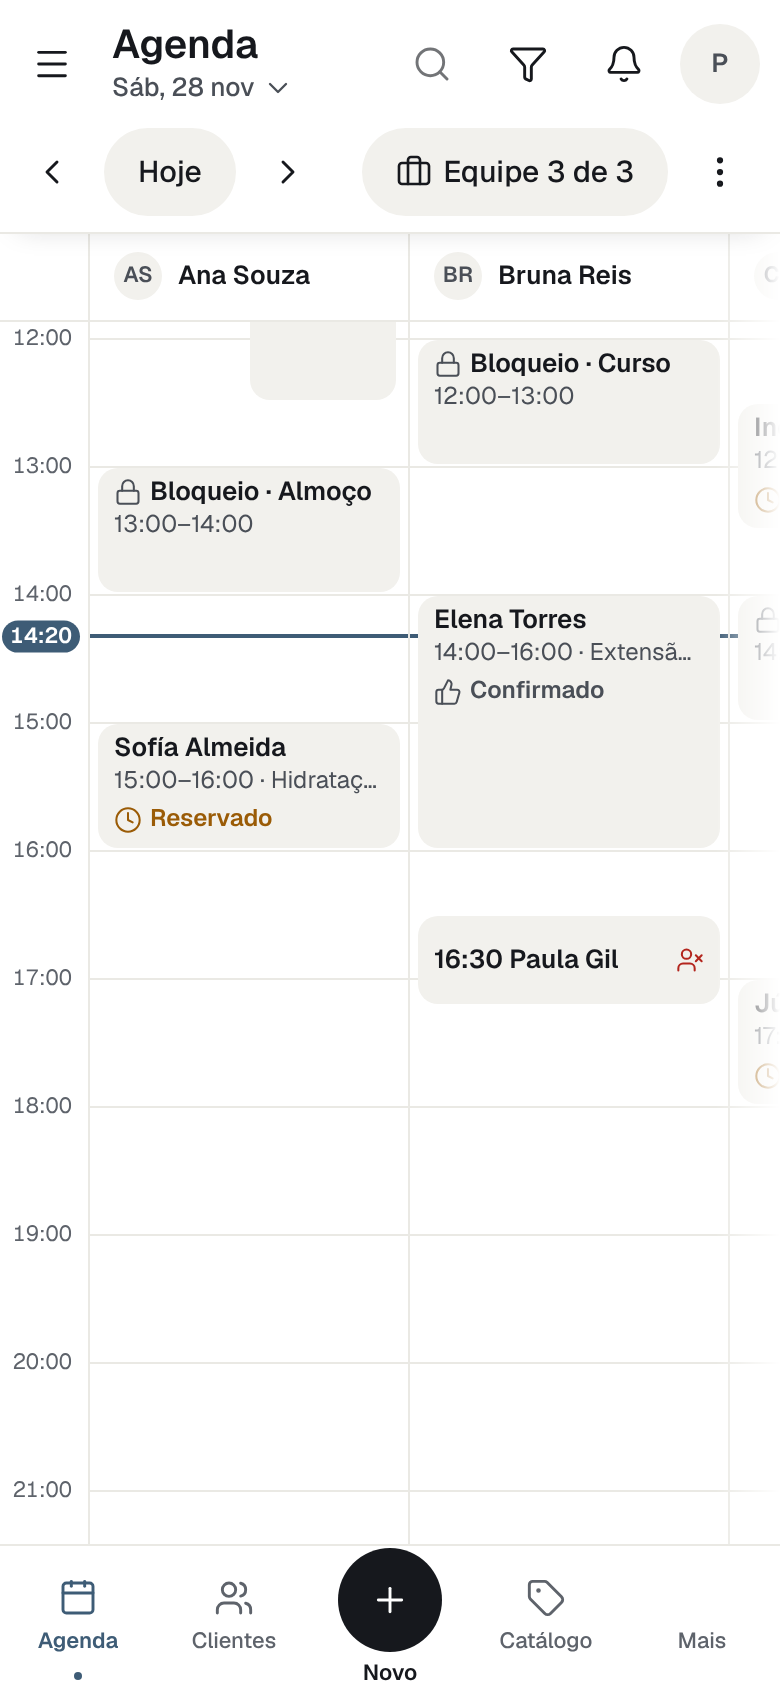 Agenda
Sáb, 28 nov
P
Hoje
Equipe 3 de 3
AS Ana Souza
BR Bruna Reis
12:00
Bloqueio · Curso
12:00–13:00
13:00
Bloqueio · Almoço
13:00–14:00
14:00
14:20
Elena Torres
14:00–16:00 · Extensã...
Confirmado
15:00
Sofía Almeida
15:00–16:00 · Hidrataç...
Reservado
16:00
16:30 Paula Gil
17:00
18:00
19:00
20:00
21:00
Agenda
Clientes
Novo
Catálogo
Mais